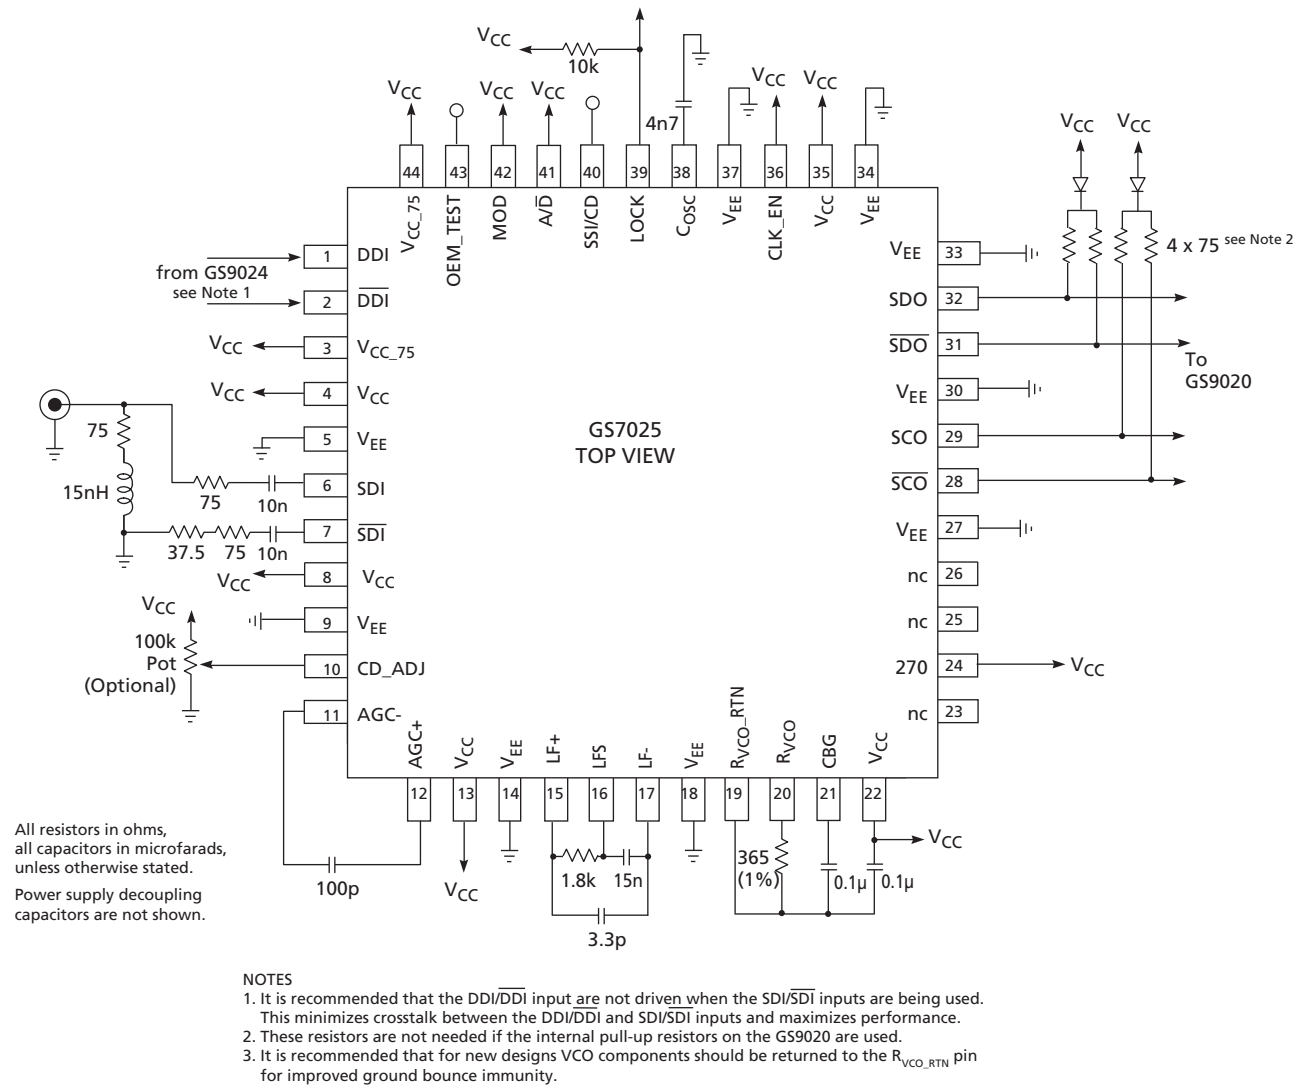 VCC
10k
4n7
VCC
VCC
VCC
VCC
VCC
VCC
VCC
44
43
42
41
40
39
38
37
36
35
34
VCC_75
OEM_TEST
MOD
A/D̅
SSI/CD
LOCK
COSC
VEE
CLK_EN
VCC
VEE
from GS9024
see Note 1
1 DDI
2 D̅D̅I̅
VCC 3 VCC_75
VCC 4 VCC
5 VEE
75
15nH
75
10n
6 SDI
37.5
75
10n
7 S̅D̅I̅
VCC 8 VCC
9 VEE
VCC
100k
Pot
(Optional)
10 CD_ADJ
11 AGC-
GS7025
TOP VIEW
VEE 33
SDO 32
S̅D̅O̅ 31
VEE 30
SCO 29
S̅C̅O̅ 28
VEE 27
nc 26
nc 25
270 24 VCC
nc 23
4 x 75 see Note 2
To
GS9020
AGC+
VCC
VEE
LF+
LFS
LF-
VEE
RVCO_RTN
RVCO
CBG
VCC
12
13
14
15
16
17
18
19
20
21
22
100p
VCC
1.8k
15n
3.3p
365
(1%)
0.1µ
0.1µ
VCC
All resistors in ohms,
all capacitors in microfarads,
unless otherwise stated.
Power supply decoupling
capacitors are not shown.
NOTES
1. It is recommended that the DDI/D̅D̅I̅ input are not driven when the SDI/S̅D̅I̅ inputs are being used.
This minimizes crosstalk between the DDI/D̅D̅I̅ and SDI/S̅D̅I̅ inputs and maximizes performance.
2. These resistors are not needed if the internal pull-up resistors on the GS9020 are used.
3. It is recommended that for new designs VCO components should be returned to the RVCO_RTN pin
for improved ground bounce immunity.